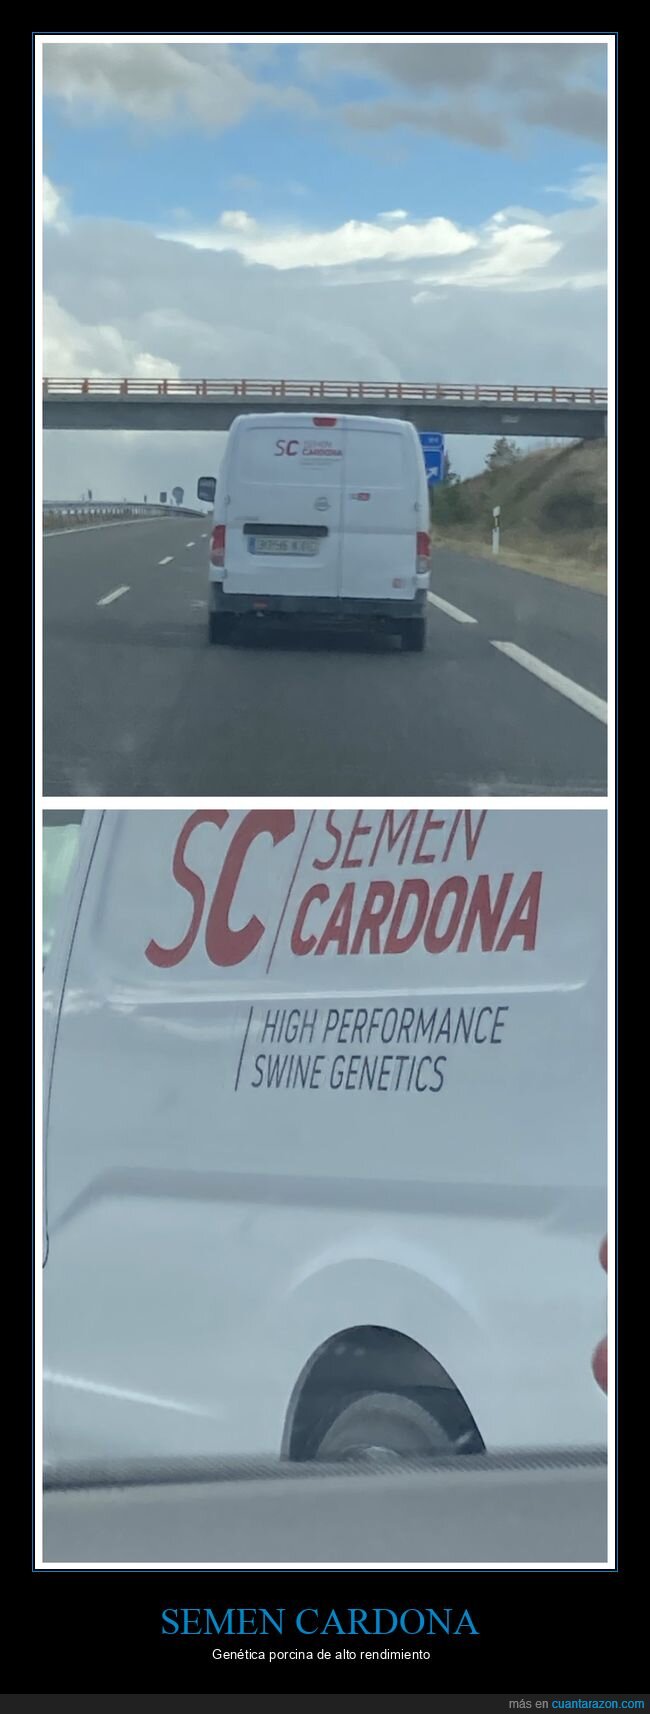 SC
SEMEN
CARDONA
SC
SEMEN
CARDONA
HIGH PERFORMANCE
SWINE GENETICS
SEMEN CARDONA
Genética porcina de alto rendimiento
más en cuantarazon.com